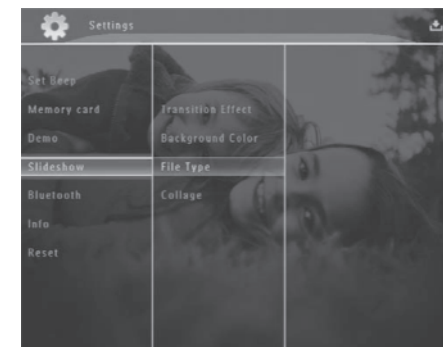 Settings
Set Beep
Memory card
Demo
Slideshow
Bluetooth
Info
Reset
Transition Effect
Background Color
File Type
Collage